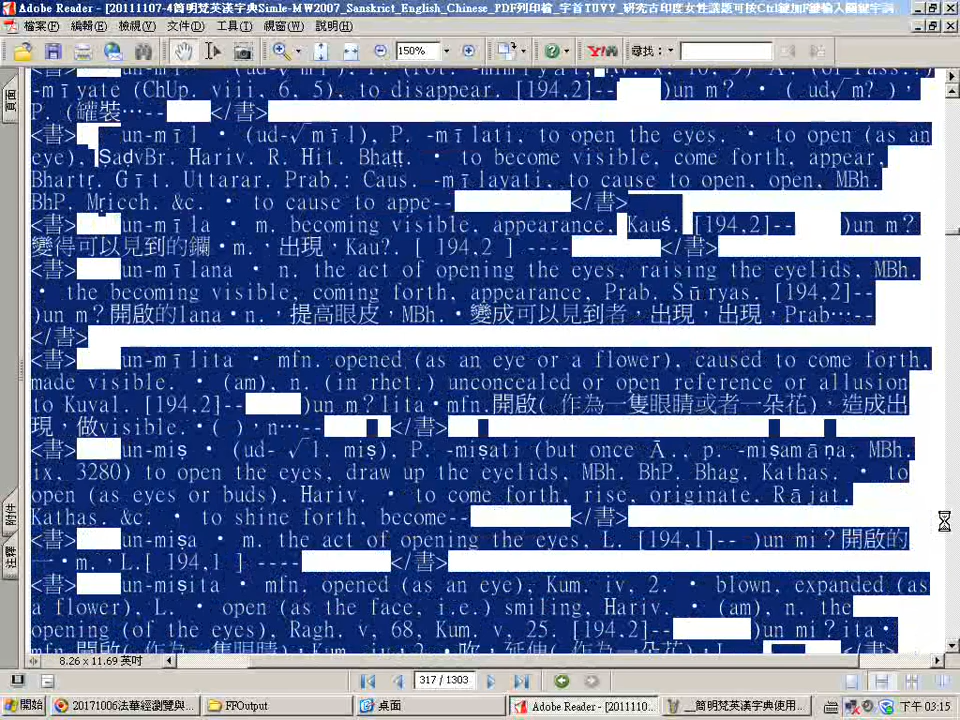 Adobe Reader - [20111107-4簡明梵英漢字典Simle-MW2007_Sanskrict_English_Chinese_PDF列印檔_字首TUVY_研究古印度女性議題可按Ctrl鍵加F鍵輸入關鍵字詞
檔案(F) 編輯(E) 檢視(V) 文件(D) 工具(T) 視窗(W) 說明(H)
150% Y! 尋找：
頁面
-mīyate (ChUp. viii, 6, 5), to disappear. [194,2]-- )un m? • ( ud√m? ),
P. (罐裝…-- </書>
<書> un-mīl • (ud-√mīl), P. -mīlati, to open the eyes. • to open (as an
eye), ṢaḍvBr. Hariv. R. Hit. Bhaṭṭ. • to become visible, come forth, appear,
Bhartṛ. Gīt. Uttarar. Prab.: Caus. -mīlayati, to cause to open, open, MBh.
BhP. Mṛicch. &c. • to cause to appe-- </書>
<書> un-mīla • m. becoming visible, appearance, Kauś. [194,2]-- )un m?
變得可以見到的鑭•m.，出現，Kau?. [ 194,2 ] ---- </書>
<書> un-mīlana • n. the act of opening the eyes. raising the eyelids, MBh.
• the becoming visible, coming forth, appearance, Prab. Sūryas. [194,2]--
)un m?開啟的lana•n.，提高眼皮，MBh.•變成可以見到者，出現，出現，Prab…--
</書>
<書> un-mīlita • mfn. opened (as an eye or a flower), caused to come forth,
made visible. • (am), n. (in rhet.) unconcealed or open reference or allusion
to Kuval. [194,2]-- )un m?lita•mfn.開啟( 作為一隻眼睛或者一朵花)，造成出
現，做visible.•( )，n…-- </書>
<書> un-miṣ • (ud- √1. miṣ), P. -miṣati (but once Ā., p. -miṣamāṇa, MBh.
ix, 3280) to open the eyes, draw up the eyelids, MBh. BhP. Bhag. Kathas. • to
open (as eyes or buds). Hariv. • to come forth, rise, originate. Rājat.
Kathas. &c. • to shine forth, become-- </書>
<書> un-miṣa • m. the act of opening the eyes, L. [194,1]-- )un mi?開啟的
一•m.，L.[ 194,1 ] ---- </書>
<書> un-miṣita • mfn. opened (as an eye), Kum. iv, 2. • blown, expanded (as
a flower), L. • open (as the face, i.e.) smiling, Hariv. • (am), n. the
opening (of the eyes), Ragh. v, 68, Kum. v, 25. [194,2]-- )un mi?ita•
附件
注釋
8.26 x 11.69 英吋
317 / 1303
開始 20171006法華經瀏覽與... FFOutput 桌面 Adobe Reader - [2011110... __簡明梵英漢字典使用... 下午 03:15